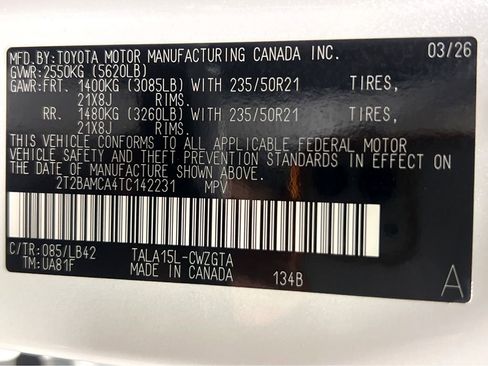 MFD.BY:TOYOTA MOTOR MANUFACTURING CANADA INC. 03/26
GVWR:2550KG (5620LB)
GAWR:FRT. 1400KG (3085LB) WITH 235/50R21 TIRES,
21X8J RIMS.
RR. 1480KG (3260LB) WITH 235/50R21 TIRES,
21X8J RIMS.
THIS VEHICLE CONFORMS TO ALL APPLICABLE FEDERAL MOTOR
VEHICLE SAFETY AND THEFT PREVENTION STANDARDS IN EFFECT ON
THE DATE OF MANUFACTURE SHOWN ABOVE.
2T2BAMCA4TC142231 MPV
C/TR:085/LB42 TALA15L-CWZGTA
TM:UA81F MADE IN CANADA 134B A